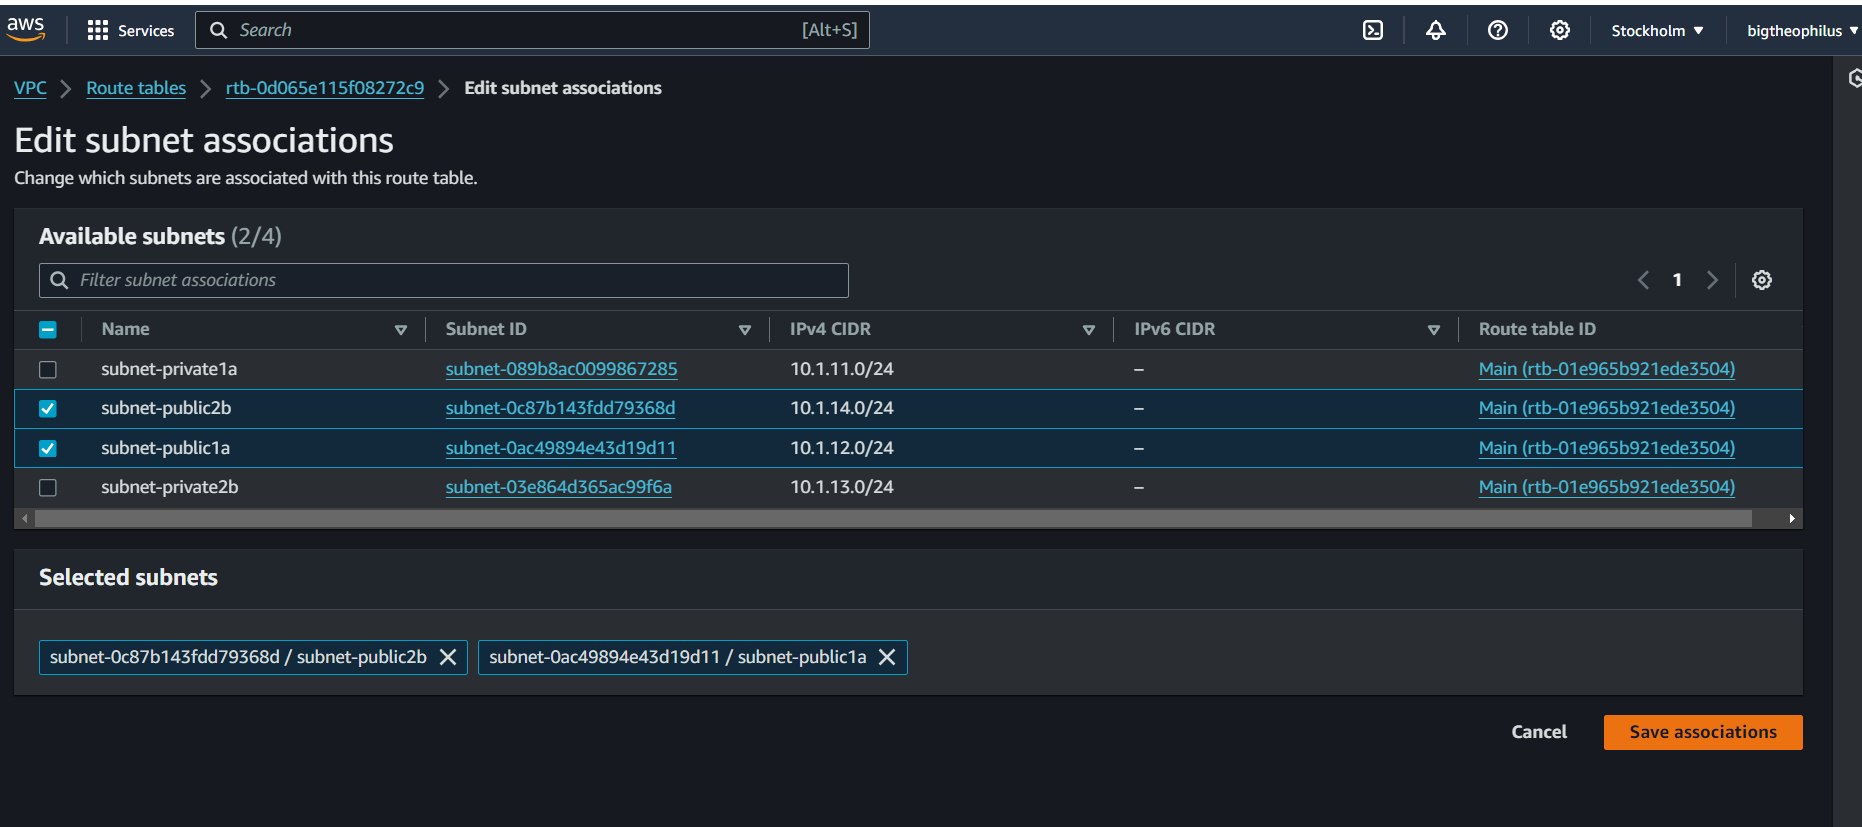 aws Services Search [Alt+S] Stockholm bigtheophilus
VPC Route tables rtb-0d065e115f08272c9 Edit subnet associations
Edit subnet associations
Change which subnets are associated with this route table.
Available subnets (2/4)
Filter subnet associations 1
Name Subnet ID IPv4 CIDR IPv6 CIDR Route table ID
subnet-private1a subnet-089b8ac0099867285 10.1.11.0/24 – Main (rtb-01e965b921ede3504)
subnet-public2b subnet-0c87b143fdd79368d 10.1.14.0/24 – Main (rtb-01e965b921ede3504)
subnet-public1a subnet-0ac49894e43d19d11 10.1.12.0/24 – Main (rtb-01e965b921ede3504)
subnet-private2b subnet-03e864d365ac99f6a 10.1.13.0/24 – Main (rtb-01e965b921ede3504)
Selected subnets
subnet-0c87b143fdd79368d / subnet-public2b subnet-0ac49894e43d19d11 / subnet-public1a
Cancel Save associations